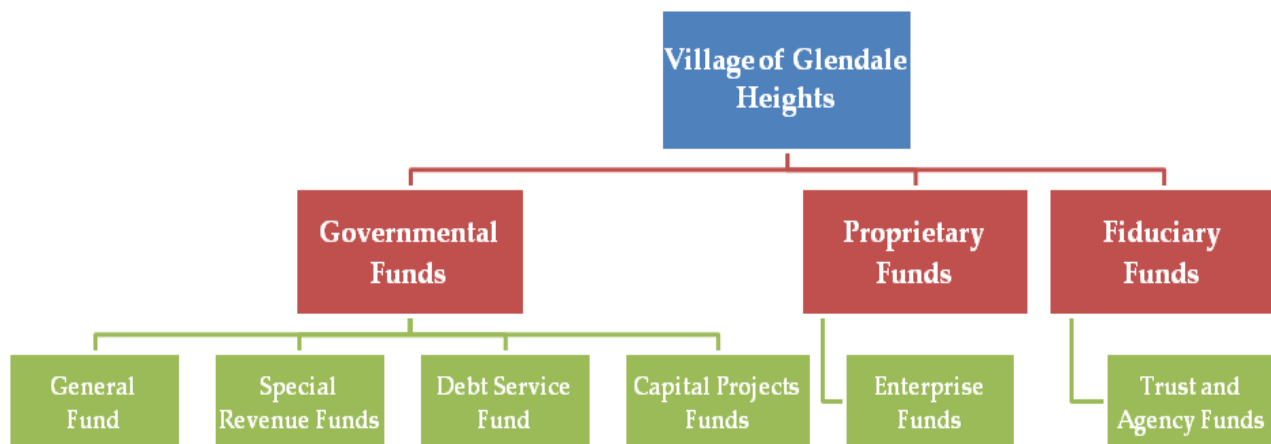 Village of Glendale
Heights
Governmental
Funds
Proprietary
Funds
Fiduciary
Funds
General
Fund
Special
Revenue Funds
Debt Service
Fund
Capital Projects
Funds
Enterprise
Funds
Trust and
Agency Funds